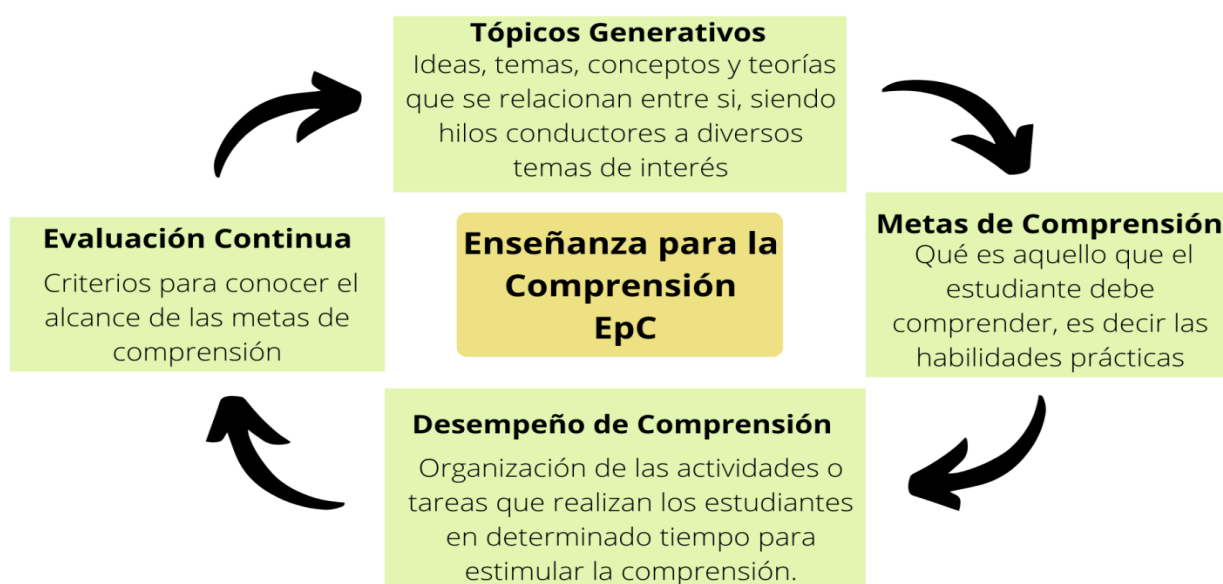 Tópicos Generativos
Ideas, temas, conceptos y teorías
que se relacionan entre si, siendo
hilos conductores a diversos
temas de interés
Metas de Comprensión
Qué es aquello que el
estudiante debe
comprender, es decir las
habilidades prácticas
Enseñanza para la
Comprensión
EpC
Evaluación Continua
Criterios para conocer el
alcance de las metas de
comprensión
Desempeño de Comprensión
Organización de las actividades o
tareas que realizan los estudiantes
en determinado tiempo para
estimular la comprensión.